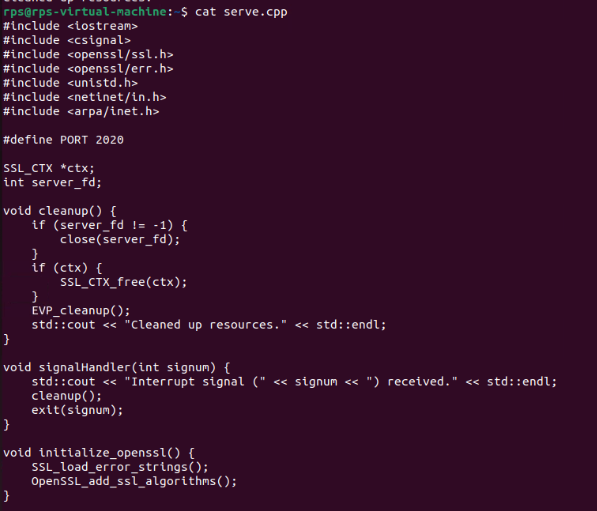 rps@rps-virtual-machine:~$ cat serve.cpp
#include <iostream>
#include <csignal>
#include <openssl/ssl.h>
#include <openssl/err.h>
#include <unistd.h>
#include <netinet/in.h>
#include <arpa/inet.h>

#define PORT 2020

SSL_CTX *ctx;
int server_fd;

void cleanup() {
    if (server_fd != -1) {
        close(server_fd);
    }
    if (ctx) {
        SSL_CTX_free(ctx);
    }
    EVP_cleanup();
    std::cout << "Cleaned up resources." << std::endl;
}

void signalHandler(int signum) {
    std::cout << "Interrupt signal (" << signum << ") received." << std::endl;
    cleanup();
    exit(signum);
}

void initialize_openssl() {
    SSL_load_error_strings();
    OpenSSL_add_ssl_algorithms();
}